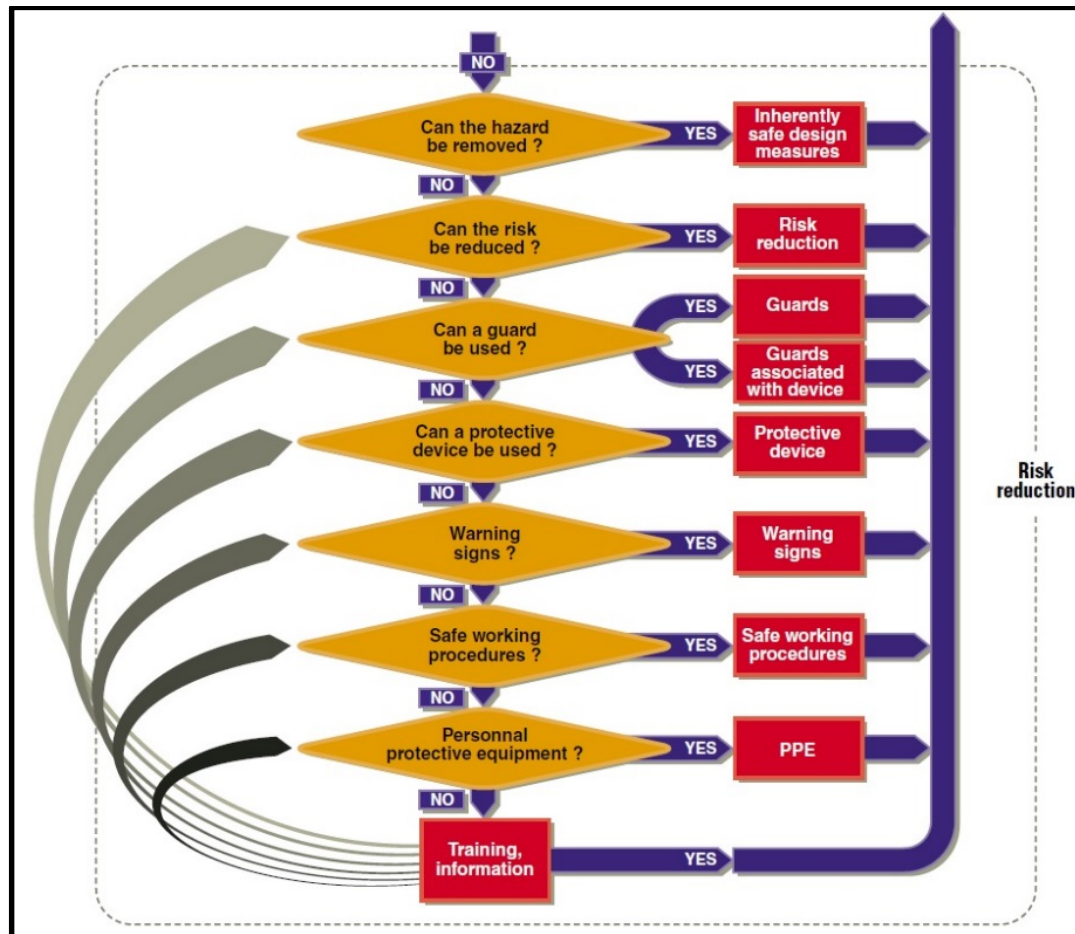 NO
Can the hazard
be removed ?
YES
Inherently
safe design
measures
NO
Can the risk
be reduced ?
YES
Risk
reduction
NO
Can a guard
be used ?
YES
Guards
YES
Guards
associated
with device
NO
Can a protective
device be used ?
YES
Protective
device
Risk
reduction
NO
Warning
signs ?
YES
Warning
signs
NO
Safe working
procedures ?
YES
Safe working
procedures
NO
Personnal
protective equipment ?
YES
PPE
NO
Training,
information
YES